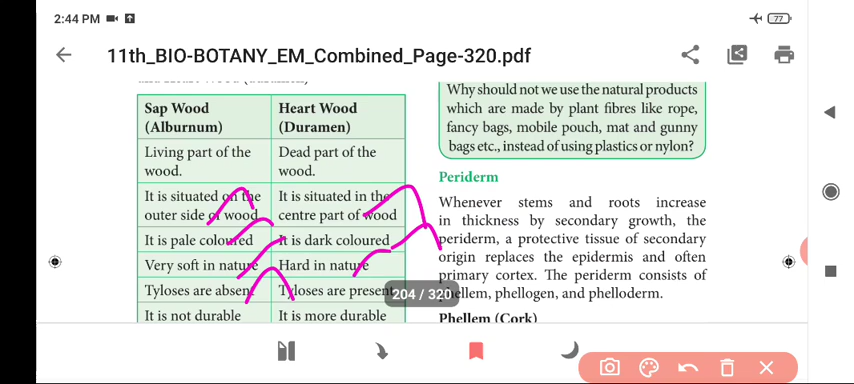 2:44 PM
77
11th_BIO-BOTANY_EM_Combined_Page-320.pdf
Sap Wood
(Alburnum)
Heart Wood
(Duramen)
Living part of the
wood.
Dead part of the
wood.
It is situated on the
outer side of wood
It is situated in the
centre part of wood
It is pale coloured
It is dark coloured
Very soft in nature
Hard in nature
Tyloses are absent
Tyloses are present
It is not durable
It is more durable
Why should not we use the natural products
which are made by plant fibres like rope,
fancy bags, mobile pouch, mat and gunny
bags etc., instead of using plastics or nylon?
Periderm
Whenever stems and roots increase
in thickness by secondary growth, the
periderm, a protective tissue of secondary
origin replaces the epidermis and often
primary cortex. The periderm consists of
phellem, phellogen, and phelloderm.
Phellem (Cork)
204 / 320